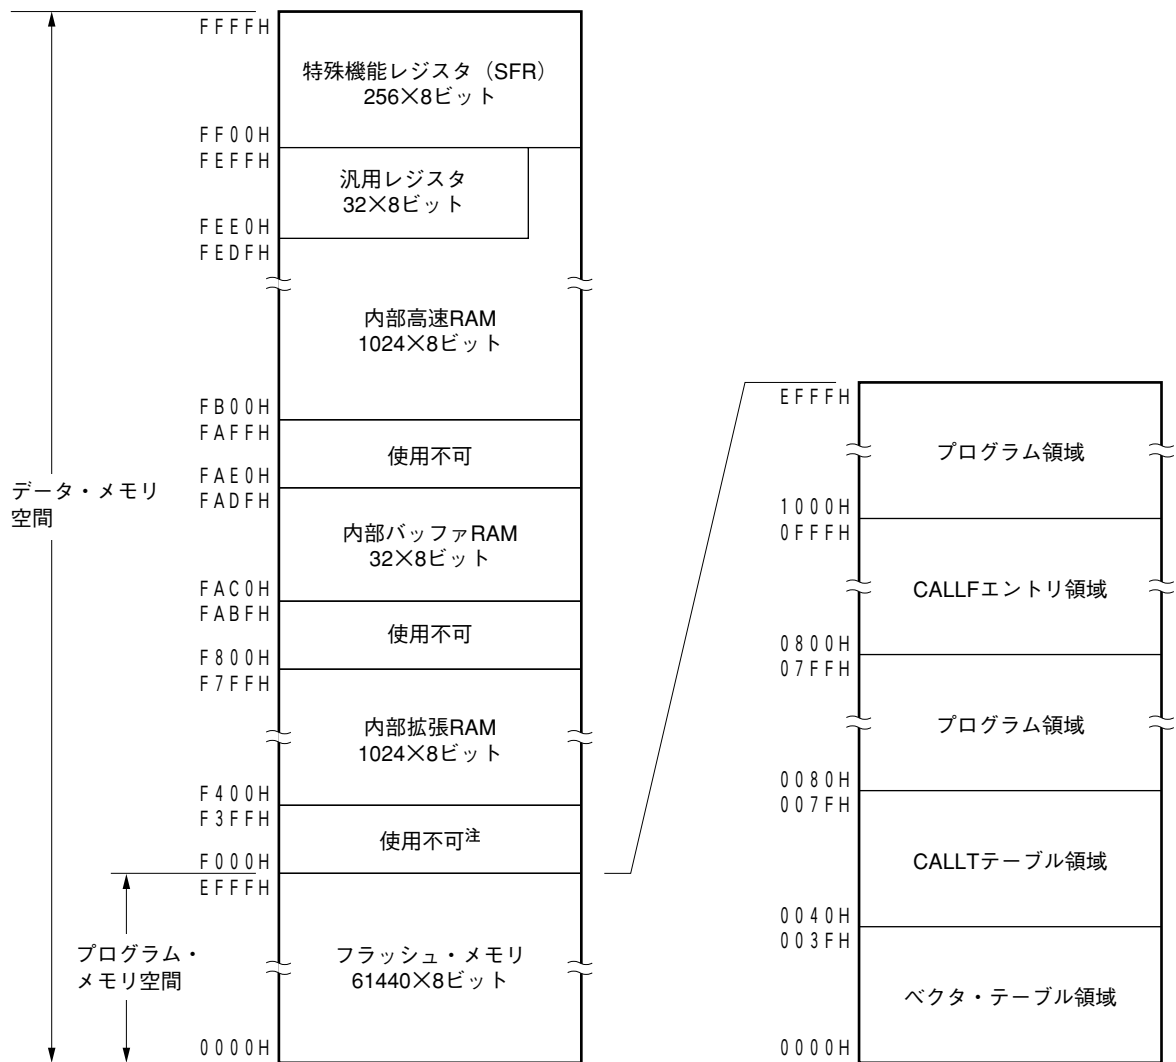 FFFFH
特殊機能レジスタ（SFR）
256×8ビット
FF00H
FEFFH
汎用レジスタ
32×8ビット
FEE0H
FEDFH
内部高速RAM
1024×8ビット
FB00H
FAFFH
使用不可
FAE0H
FADFH
データ・メモリ
空間
内部バッファRAM
32×8ビット
FAC0H
FABFH
使用不可
F800H
F7FFH
内部拡張RAM
1024×8ビット
F400H
F3FFH
使用不可注
F000H
EFFFH
プログラム・
メモリ空間
フラッシュ・メモリ
61440×8ビット
0000H
EFFFH
プログラム領域
1000H
0FFFH
CALLFエントリ領域
0800H
07FFH
プログラム領域
0080H
007FH
CALLTテーブル領域
0040H
003FH
ベクタ・テーブル領域
0000H